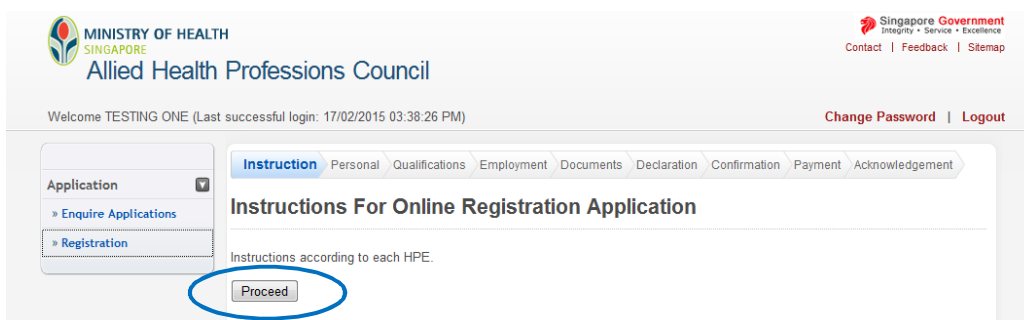 MINISTRY OF HEALTH
SINGAPORE
Allied Health Professions Council
Singapore Government
Integrity • Service • Excellence
Contact | Feedback | Sitemap
Welcome TESTING ONE (Last successful login: 17/02/2015 03:38:26 PM)
Change Password | Logout
Instruction Personal Qualifications Employment Documents Declaration Confirmation Payment Acknowledgement
Application
» Enquire Applications
» Registration
Instructions For Online Registration Application
Instructions according to each HPE.
Proceed